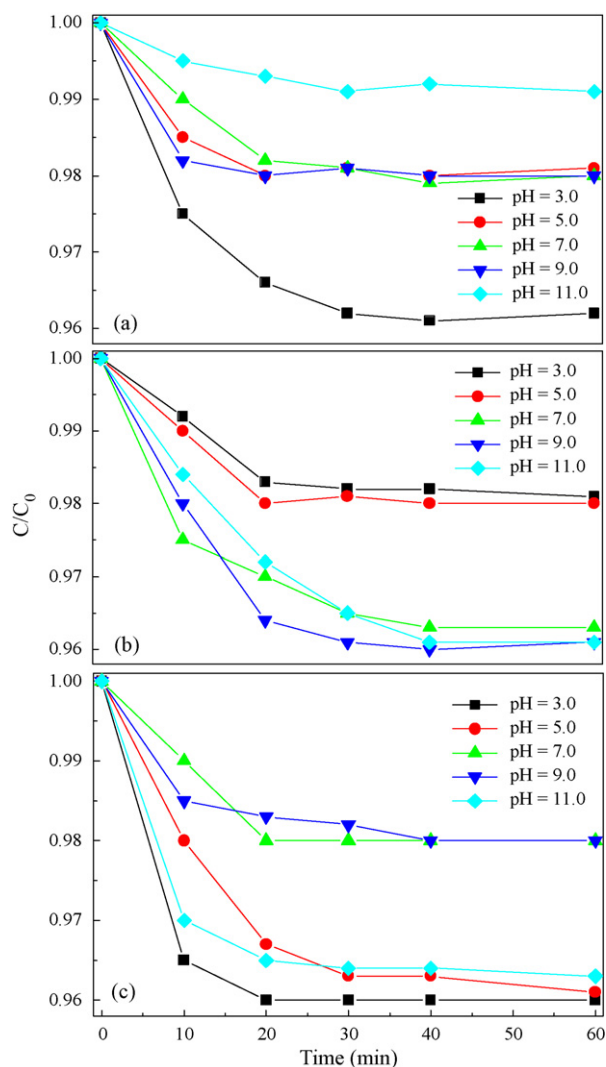 1.00
0.99
0.98
0.97
0.96
pH = 3.0
pH = 5.0
pH = 7.0
pH = 9.0
pH = 11.0
(a)
1.00
0.99
0.98
0.97
0.96
pH = 3.0
pH = 5.0
pH = 7.0
pH = 9.0
pH = 11.0
(b)
C/C0
1.00
0.99
0.98
0.97
0.96
pH = 3.0
pH = 5.0
pH = 7.0
pH = 9.0
pH = 11.0
(c)
0 10 20 30 40 50 60
Time (min)